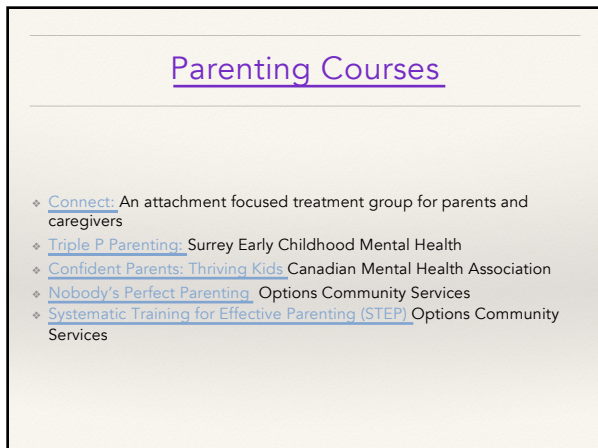 Parenting Courses
Connect: An attachment focused treatment group for parents and
caregivers
Triple P Parenting: Surrey Early Childhood Mental Health
Confident Parents: Thriving Kids Canadian Mental Health Association
Nobody's Perfect Parenting Options Community Services
Systematic Training for Effective Parenting (STEP) Options Community
Services